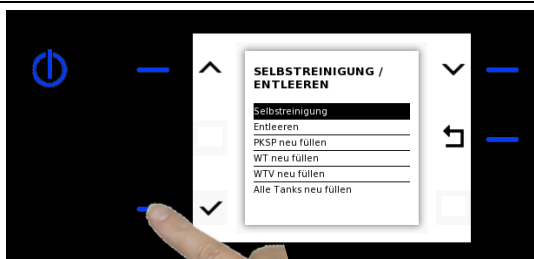 SELBSTREINIGUNG /
ENTLEEREN
Selbstreinigung
Entleeren
PKSP neu füllen
WT neu füllen
WTV neu füllen
Alle Tanks neu füllen